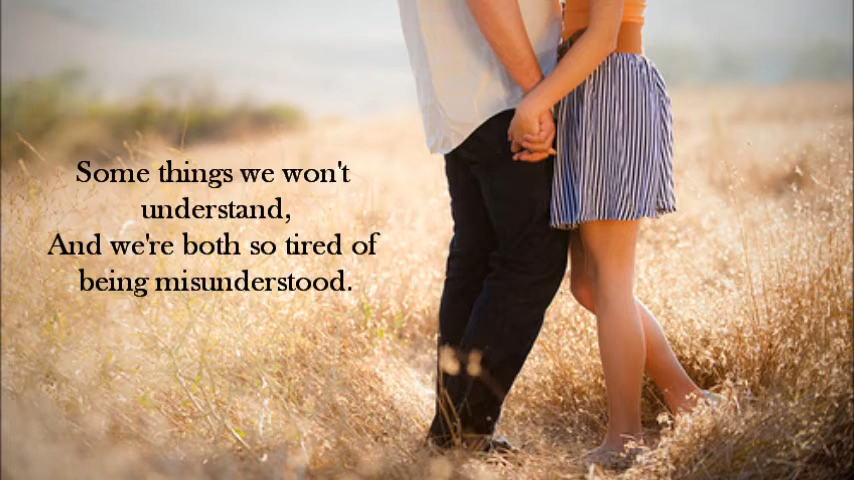 Some things we won't
understand,
And we're both so tired of
being misunderstood.